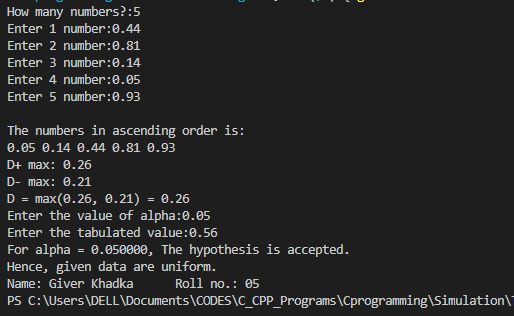 How many numbers?:5
Enter 1 number:0.44
Enter 2 number:0.81
Enter 3 number:0.14
Enter 4 number:0.05
Enter 5 number:0.93
The numbers in ascending order is:
0.05 0.14 0.44 0.81 0.93
D+ max: 0.26
D- max: 0.21
D = max(0.26, 0.21) = 0.26
Enter the value of alpha:0.05
Enter the tabulated value:0.56
For alpha = 0.050000, The hypothesis is accepted.
Hence, given data are uniform.
Name: Giver Khadka Roll no.: 05
PS C:\Users\DELL\Documents\CODES\C_CPP_Programs\Cprogramming\Simulation\